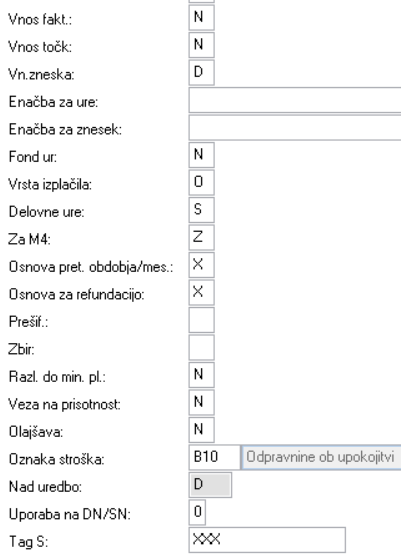 Vnos fakt.: N
Vnos točk: N
Vn.zneska: D
Enačba za ure:
Enačba za znesek:
Fond ur: N
Vrsta izplačila: O
Delovne ure: S
Za M4: Z
Osnova pret. obdobja/mes.: X
Osnova za refundacijo: X
Prešif.:
Zbir:
Razl. do min. pl.: N
Veza na prisotnost: N
Olajšava: N
Oznaka stroška: B10 Odpravnine ob upokojitvi
Nad uredbo: D
Uporaba na DN/SN: 0
Tag S: XXX